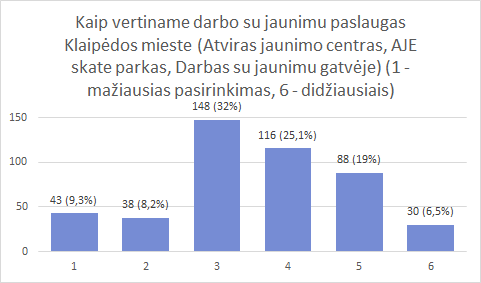 Kaip vertiname darbo su jaunimu paslaugas
Klaipėdos mieste (Atviras jaunimo centras, AJE
skate parkas, Darbas su jaunimu gatvėje) (1 -
mažiausias pasirinkimas, 6 - didžiausiais)
148 (32%)
150
116 (25,1%)
100
88 (19%)
43 (9,3%)
38 (8,2%)
50
30 (6,5%)
0
1 2 3 4 5 6